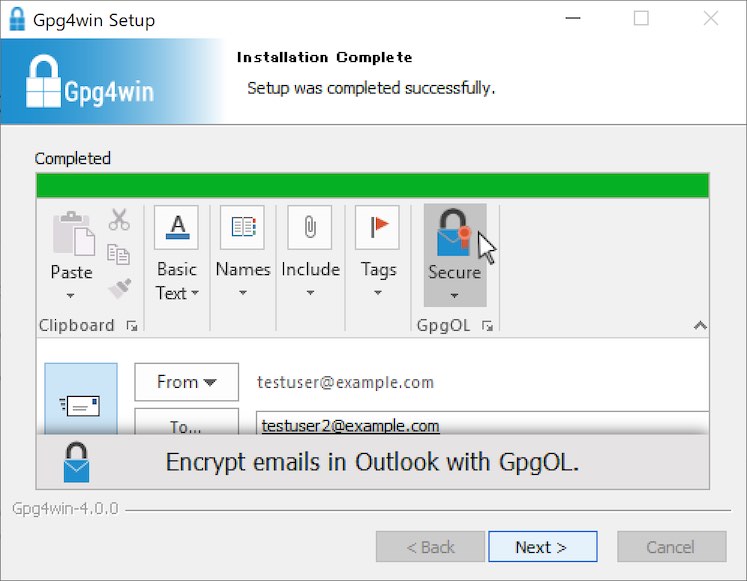 Gpg4win Setup
Installation Complete
Setup was completed successfully.
Gpg4win
Completed
A
Paste
Basic
Text
Names
Include
Tags
Secure
Clipboard
GpgOL
From
testuser@example.com
To...
testuser2@example.com
Encrypt emails in Outlook with GpgOL.
Gpg4win-4.0.0
< Back
Next >
Cancel